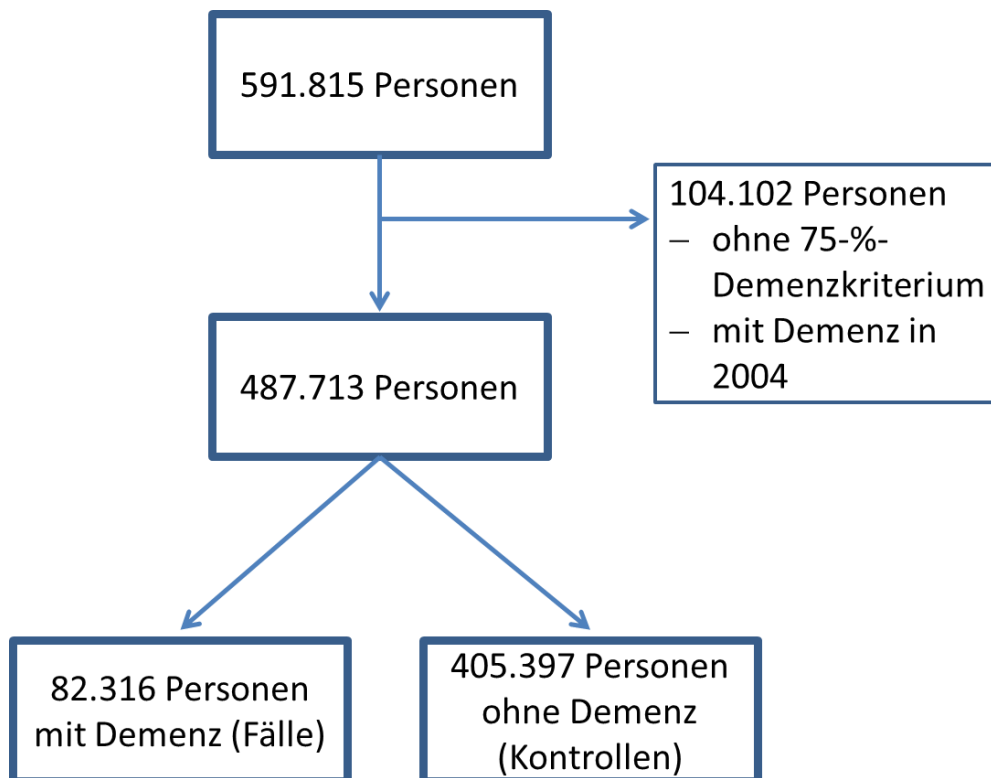 591.815 Personen
104.102 Personen
– ohne 75-%-
Demenzkriterium
– mit Demenz in
2004
487.713 Personen
82.316 Personen
mit Demenz (Fälle)
405.397 Personen
ohne Demenz
(Kontrollen)